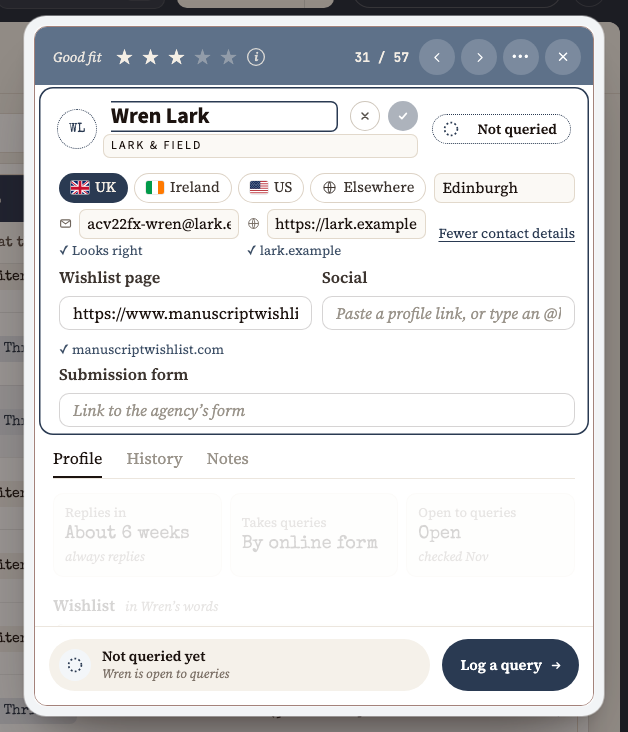 Good fit
31 / 57
WL
Wren Lark
LARK & FIELD
Not queried
UK
Ireland
US
Elsewhere
Edinburgh
acv22fx-wren@lark.e
https://lark.example
Fewer contact details
✓ Looks right
✓ lark.example
Wishlist page
Social
https://www.manuscriptwishli
Paste a profile link, or type an @l
✓ manuscriptwishlist.com
Submission form
Link to the agency's form
Profile
History
Notes
Replies in
About 6 weeks
always replies
Takes queries
By online form
Open to queries
Open
checked Nov
Wishlist in Wren's words
Not queried yet
Wren is open to queries
Log a query →